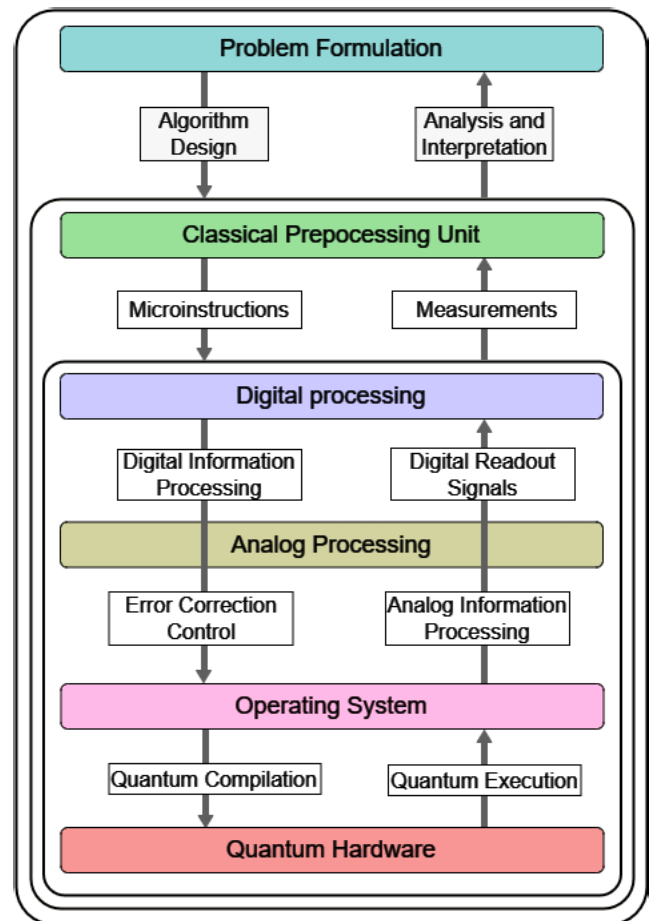 Problem Formulation
Algorithm
Design
Analysis and
Interpretation
Classical Prepocessing Unit
Microinstructions
Measurements
Digital processing
Digital Information
Processing
Digital Readout
Signals
Analog Processing
Error Correction
Control
Analog Information
Processing
Operating System
Quantum Compilation
Quantum Execution
Quantum Hardware